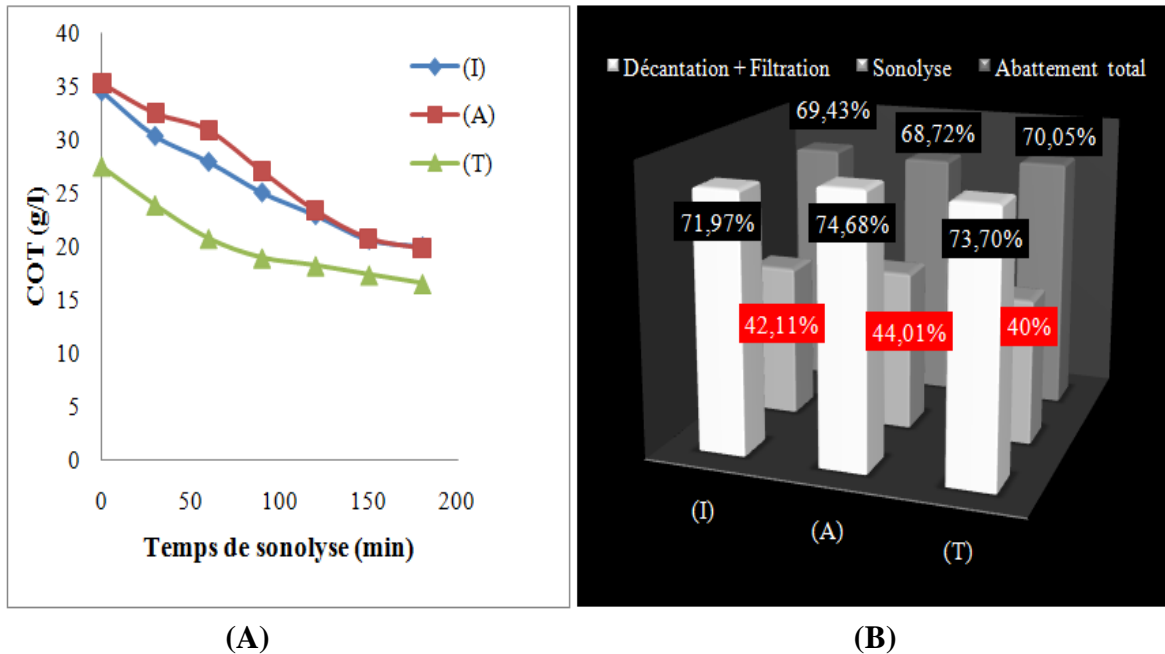 40
35
30
25
20
15
10
5
0
COT (g/l)
(I)
(A)
(T)
0 50 100 150 200
Temps de sonolyse (min)
(A)
Décantation + Filtration Sonolyse Abattement total
69,43% 68,72% 70,05%
71,97% 74,68% 73,70%
42,11% 44,01% 40%
(I)
(A)
(T)
(B)